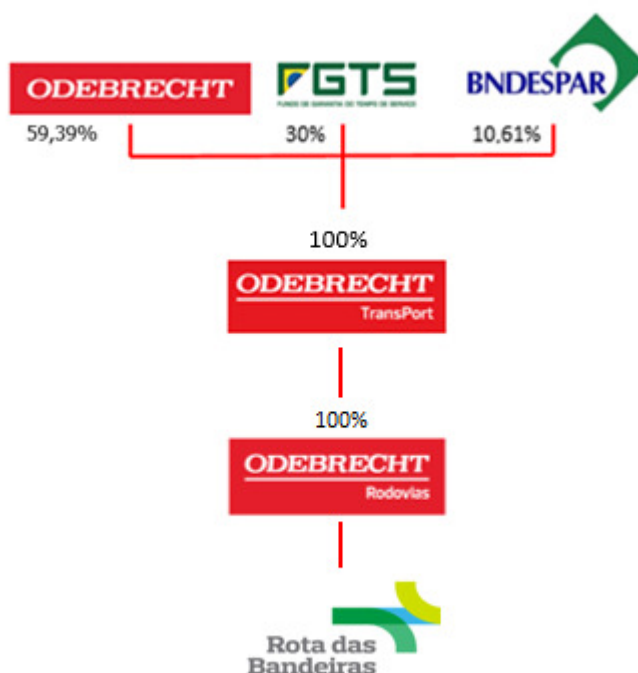 ODEBRECHT
FGTS
FUNDO DE GARANTIA DO TEMPO DE SERVIÇO
BNDESPAR
59,39%
30%
10,61%
100%
ODEBRECHT
TransPort
100%
ODEBRECHT
Rodovias
Rota das
Bandeiras